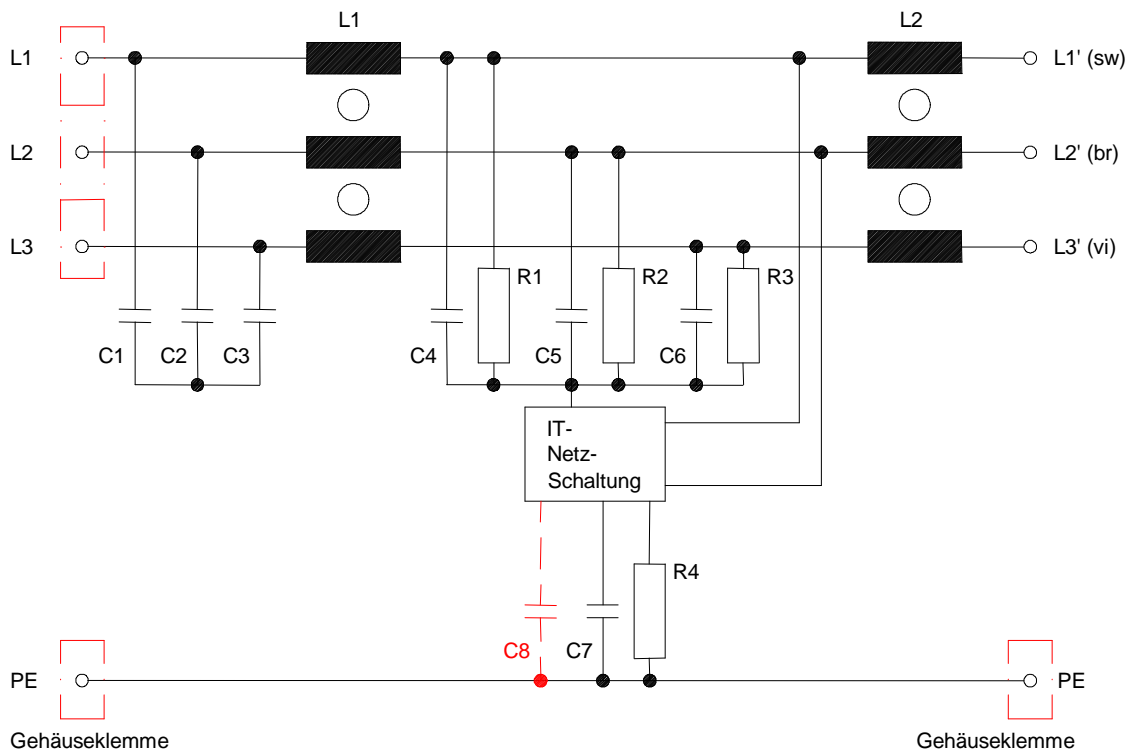 L1 L2
L1 L1' (sw)
L2 L2' (br)
L3 L3' (vi)
R1 R2 R3
C1 C2 C3 C4 C5 C6
IT-
Netz-
Schaltung
R4
C8 C7
PE PE
Gehäuseklemme Gehäuseklemme